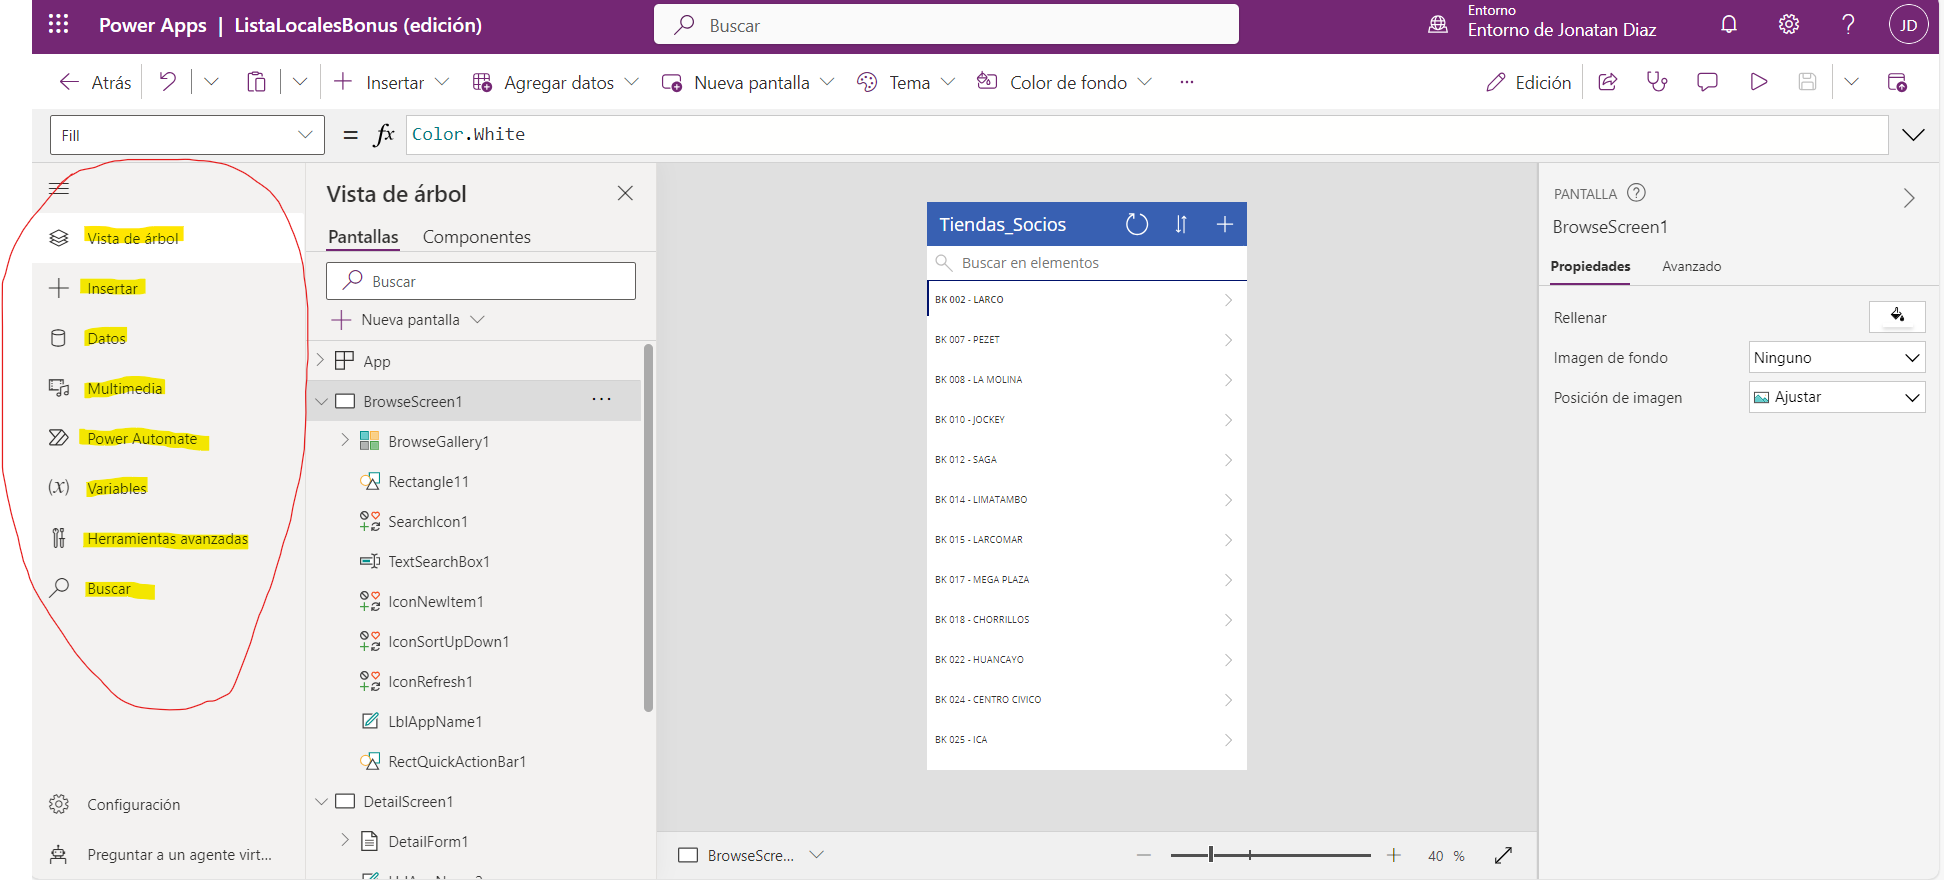 Power Apps | ListaLocalesBonus (edición)
Buscar
Entorno
Entorno de Jonatan Diaz
JD
Atrás
Insertar
Agregar datos
Nueva pantalla
Tema
Color de fondo
Edición
Fill
= fx Color.White
Vista de árbol
Insertar
Datos
Multimedia
Power Automate
(x) Variables
Herramientas avanzadas
Buscar
Configuración
Preguntar a un agente virt...
Vista de árbol
Pantallas Componentes
Buscar
Nueva pantalla
App
BrowseScreen1 ...
BrowseGallery1
Rectangle11
SearchIcon1
TextSearchBox1
IconNewItem1
IconSortUpDown1
IconRefresh1
LblAppName1
RectQuickActionBar1
DetailScreen1
DetailForm1
Tiendas_Socios
Buscar en elementos
BK 002 - LARCO
BK 007 - PEZET
BK 008 - LA MOLINA
BK 010 - JOCKEY
BK 012 - SAGA
BK 014 - LIMATAMBO
BK 015 - LARCOMAR
BK 017 - MEGA PLAZA
BK 018 - CHORRILLOS
BK 022 - HUANCAYO
BK 024 - CENTRO CIVICO
BK 025 - ICA
BrowseScre...
40 %
PANTALLA
BrowseScreen1
Propiedades Avanzado
Rellenar
Imagen de fondo Ninguno
Posición de imagen Ajustar